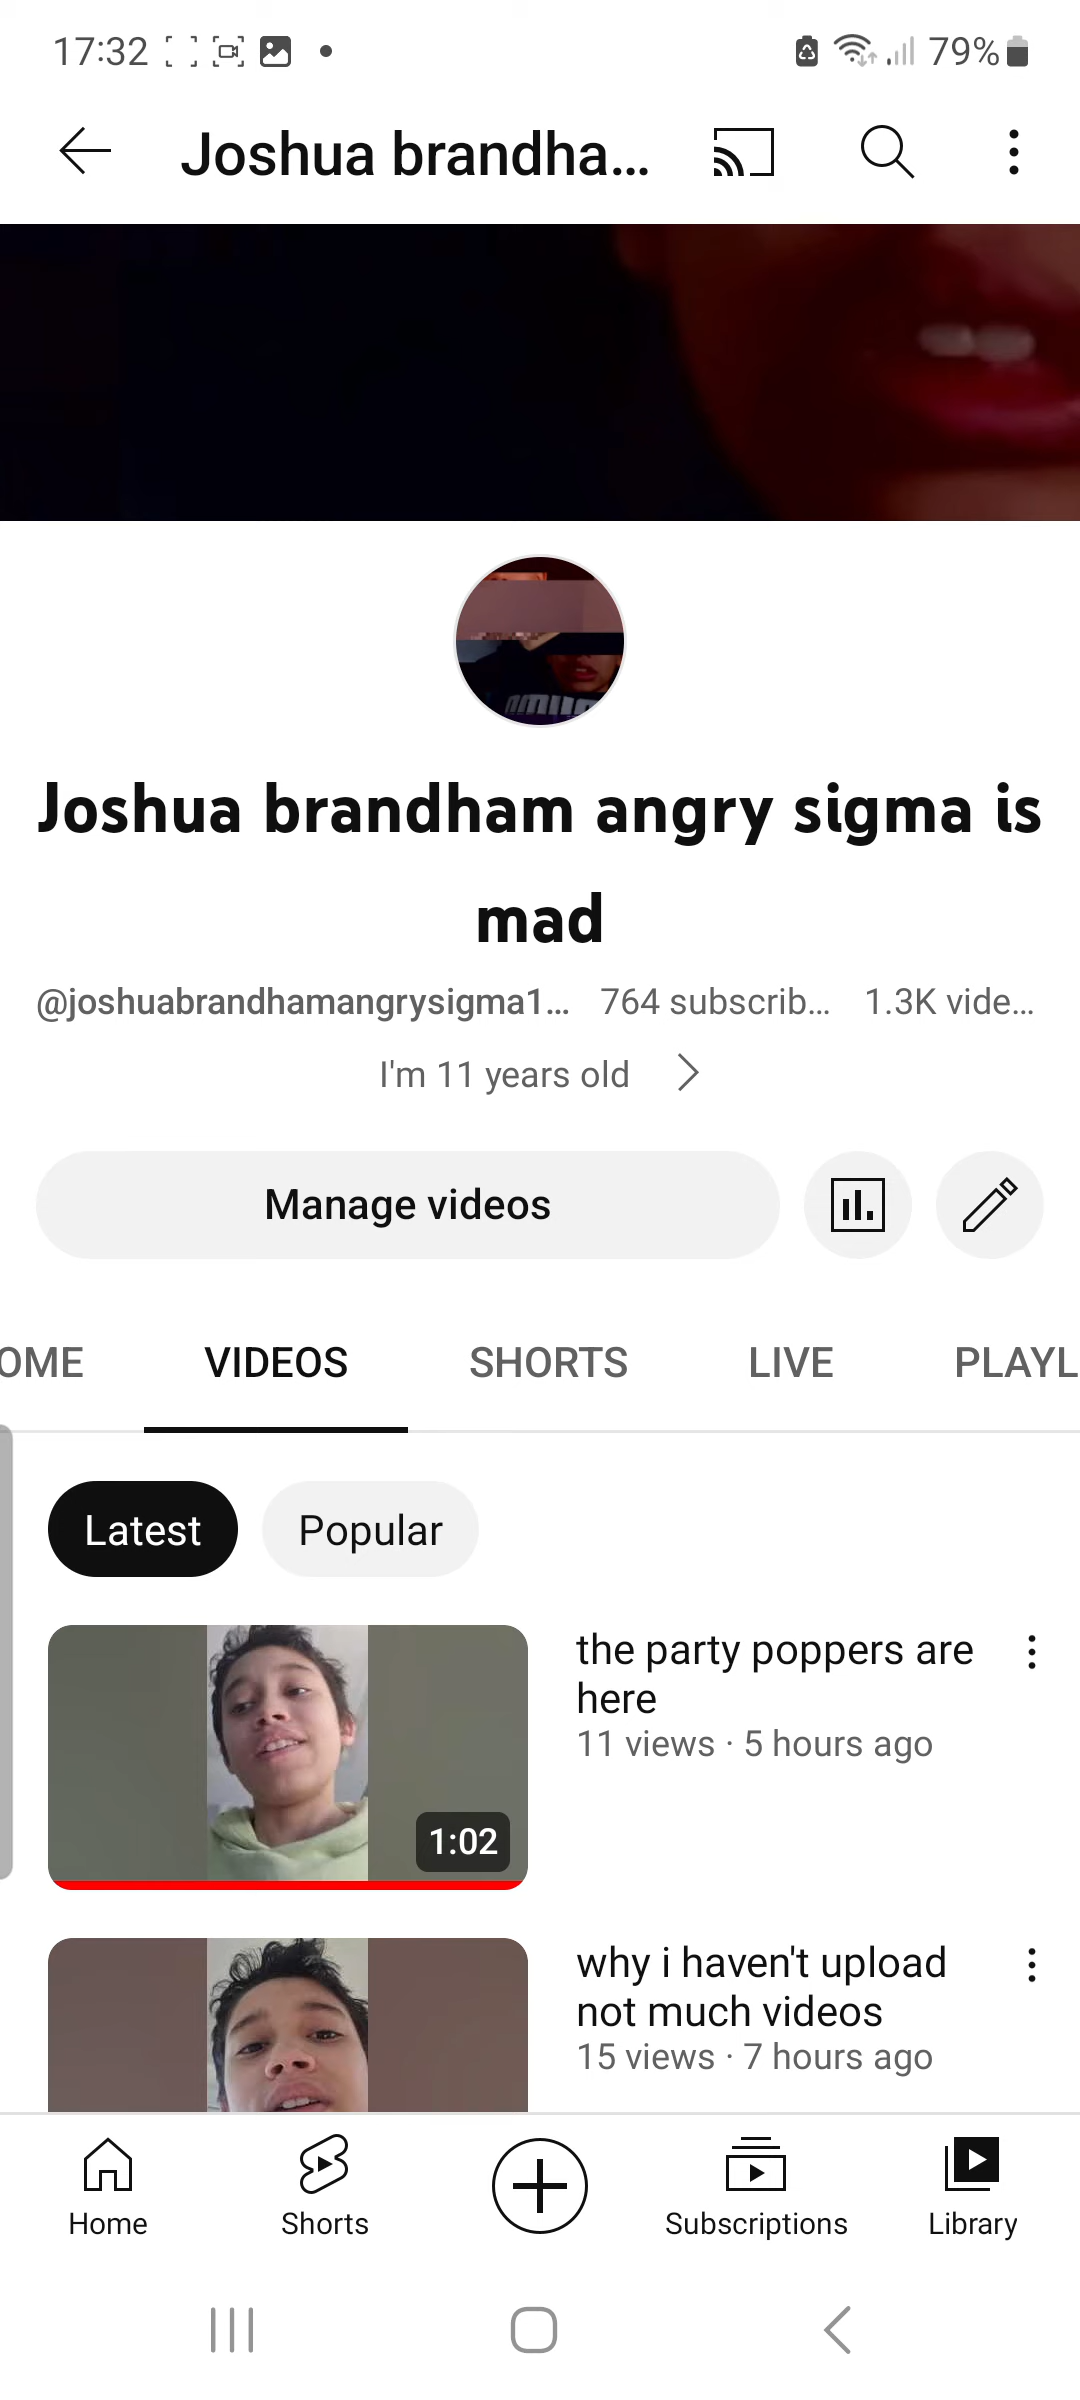 17:32
79%
Joshua brandha...
Joshua brandham angry sigma is
mad
@joshuabrandhamangrysigma1... 764 subscrib... 1.3K vide...
I'm 11 years old
Manage videos
OME VIDEOS SHORTS LIVE PLAYL
Latest Popular
the party poppers are
here
11 views · 5 hours ago
1:02
why i haven't upload
not much videos
15 views · 7 hours ago
Home Shorts Subscriptions Library